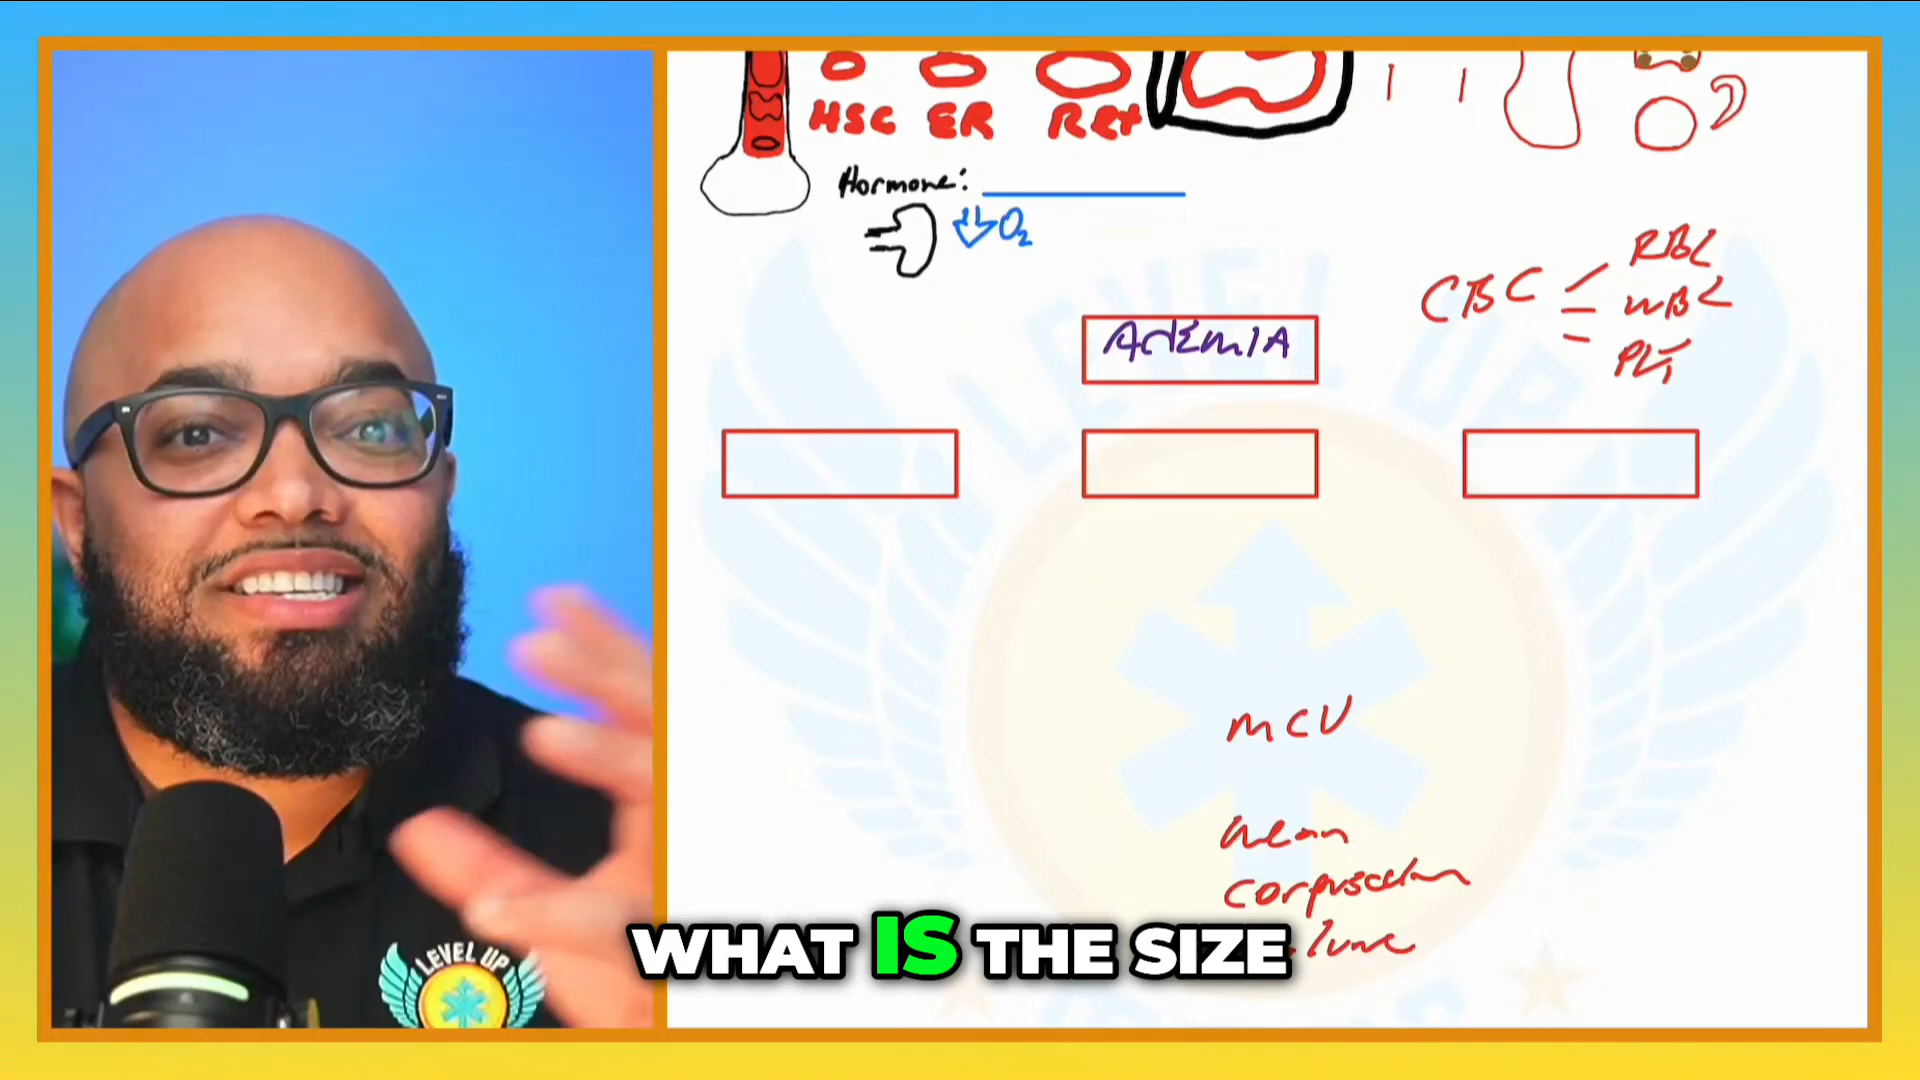 HSC ER Ret
Hormone:
O2
RBC
CBC WBC
PLT
ANEMIA
MCV
mean
corpuscular
WHAT IS THE SIZE
LEVEL UP